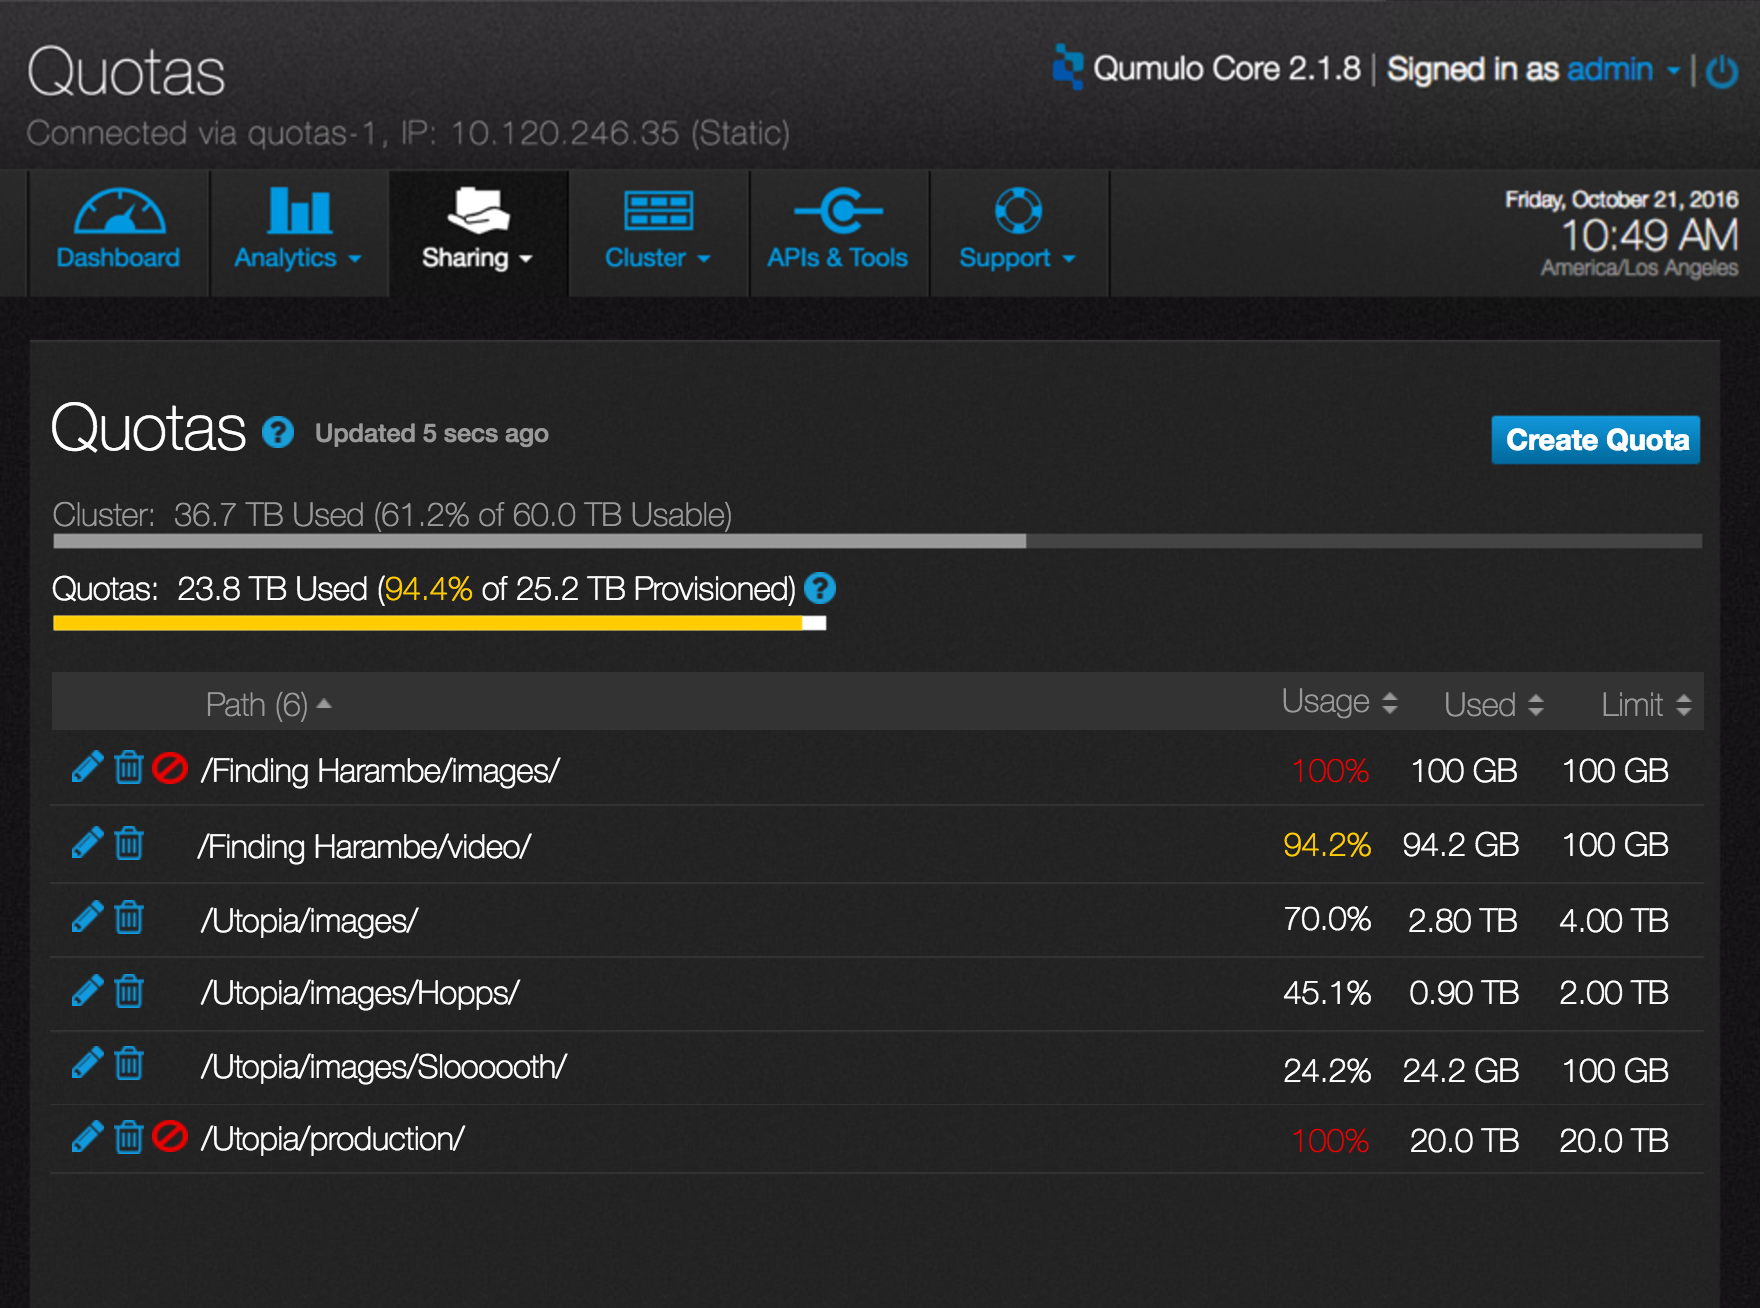 Quotas
Qumulo Core 2.1.8 | Signed in as admin |
Connected via quotas-1, IP: 10.120.246.35 (Static)
Dashboard Analytics Sharing Cluster APIs & Tools Support
Friday, October 21, 2016
10:49 AM
America/Los Angeles
Quotas ? Updated 5 secs ago
Create Quota
Cluster: 36.7 TB Used (61.2% of 60.0 TB Usable)
Quotas: 23.8 TB Used (94.4% of 25.2 TB Provisioned) ?
Path (6) Usage Used Limit
/Finding Harambe/images/ 100% 100 GB 100 GB
/Finding Harambe/video/ 94.2% 94.2 GB 100 GB
/Utopia/images/ 70.0% 2.80 TB 4.00 TB
/Utopia/images/Hopps/ 45.1% 0.90 TB 2.00 TB
/Utopia/images/Sloooooth/ 24.2% 24.2 GB 100 GB
/Utopia/production/ 100% 20.0 TB 20.0 TB